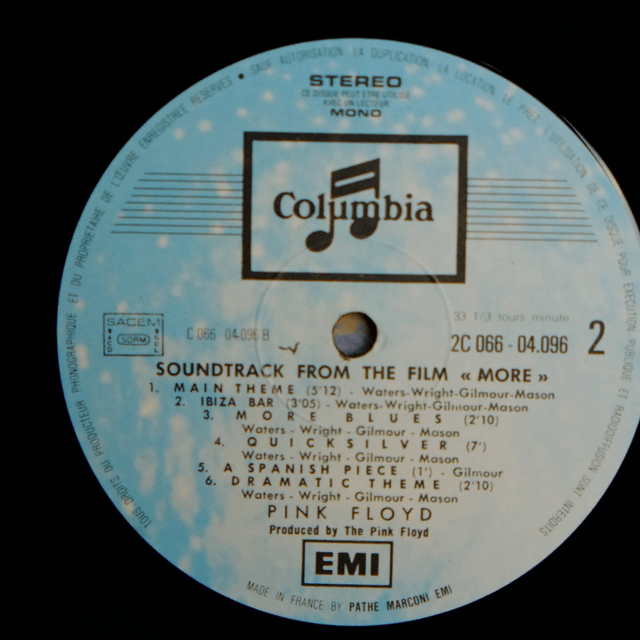 STEREO
CE DISQUE PEUT ETRE UTILISE
AVEC UN LECTEUR
MONO
Columbia
33 1/3 tours minute
SACEM
SDRM
C 066 04.096 B
2C 066 - 04.096
2
SOUNDTRACK FROM THE FILM « MORE »
1. MAIN THEME (5'12) - Waters-Wright-Gilmour-Mason
2. IBIZA BAR (3'05) - Waters-Wright-Gilmour-Mason
3. MORE BLUES (2'10)
Waters - Wright - Gilmour - Mason
4. QUICKSILVER (7')
Waters - Wright - Gilmour - Mason
5. A SPANISH PIECE (1') - Gilmour
6. DRAMATIC THEME (2'10)
Waters - Wright - Gilmour - Mason
PINK FLOYD
Produced by The Pink Floyd
EMI
MADE IN FRANCE BY PATHE MARCONI EMI
TOUS DROITS DU PRODUCTEUR PHONOGRAPHIQUE ET DU PROPRIETAIRE DE L'ŒUVRE ENREGISTREE RESERVES • SAUF AUTORISATION, LA DUPLICATION, LA LOCATION, LE PRET, L'UTILISATION DE CE DISQUE POUR EXECUTION PUBLIQUE ET RADIODIFFUSION SONT INTERDITS